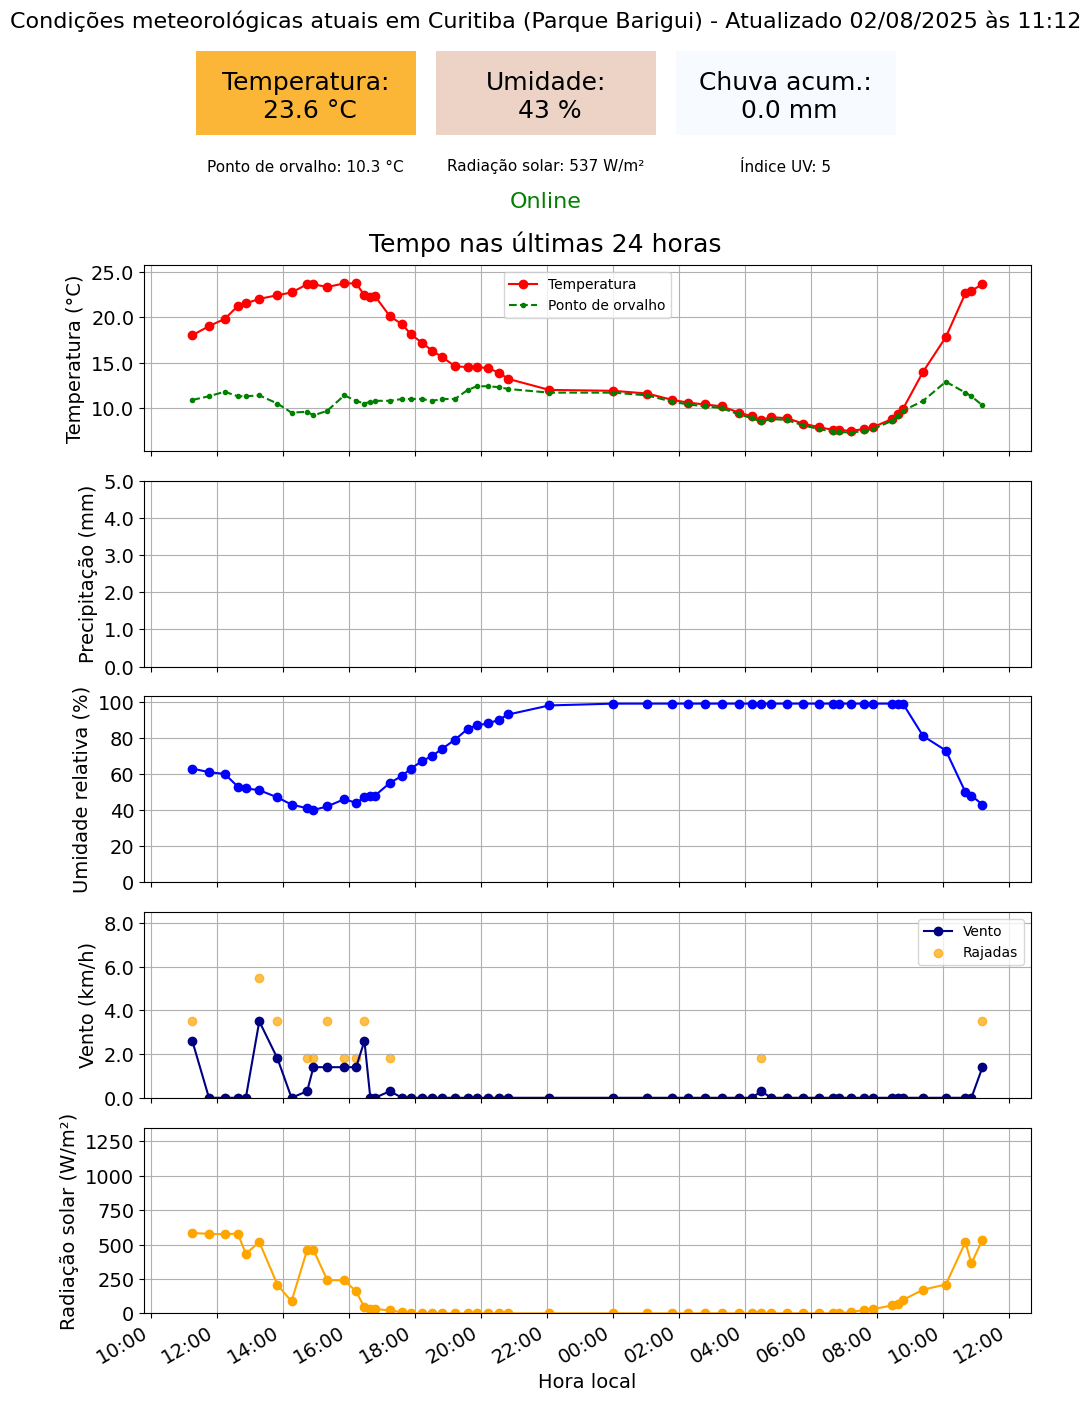 Condições meteorológicas atuais em Curitiba (Parque Barigui) - Atualizado 02/08/2025 às 11:12
Temperatura:
23.6 °C
Umidade:
43 %
Chuva acum.:
0.0 mm
Ponto de orvalho: 10.3 °C
Radiação solar: 537 W/m²
Índice UV: 5
Online
Tempo nas últimas 24 horas
Temperatura (°C)
25.0
20.0
15.0
10.0
Temperatura
Ponto de orvalho
Precipitação (mm)
5.0
4.0
3.0
2.0
1.0
0.0
Umidade relativa (%)
100
80
60
40
20
0
Vento (km/h)
8.0
6.0
4.0
2.0
0.0
Vento
Rajadas
Radiação solar (W/m²)
1250
1000
750
500
250
0
10:00
12:00
14:00
16:00
18:00
20:00
22:00
00:00
02:00
04:00
06:00
08:00
10:00
12:00
Hora local